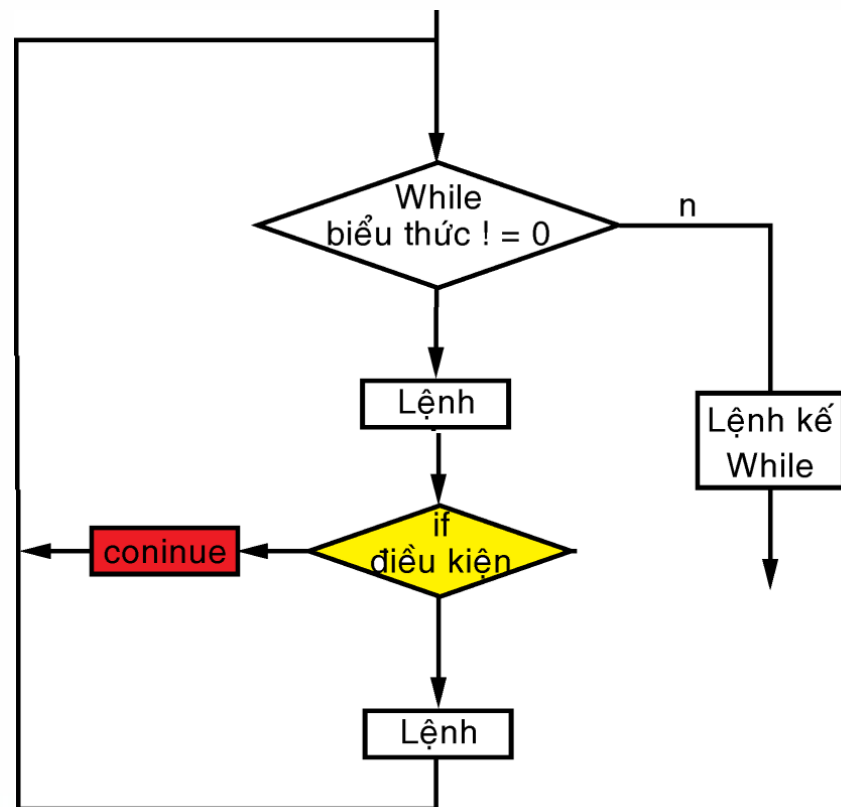 While
biểu thức ! = 0
n
Lệnh
Lệnh kế
While
if
điều kiện
coninue
Lệnh